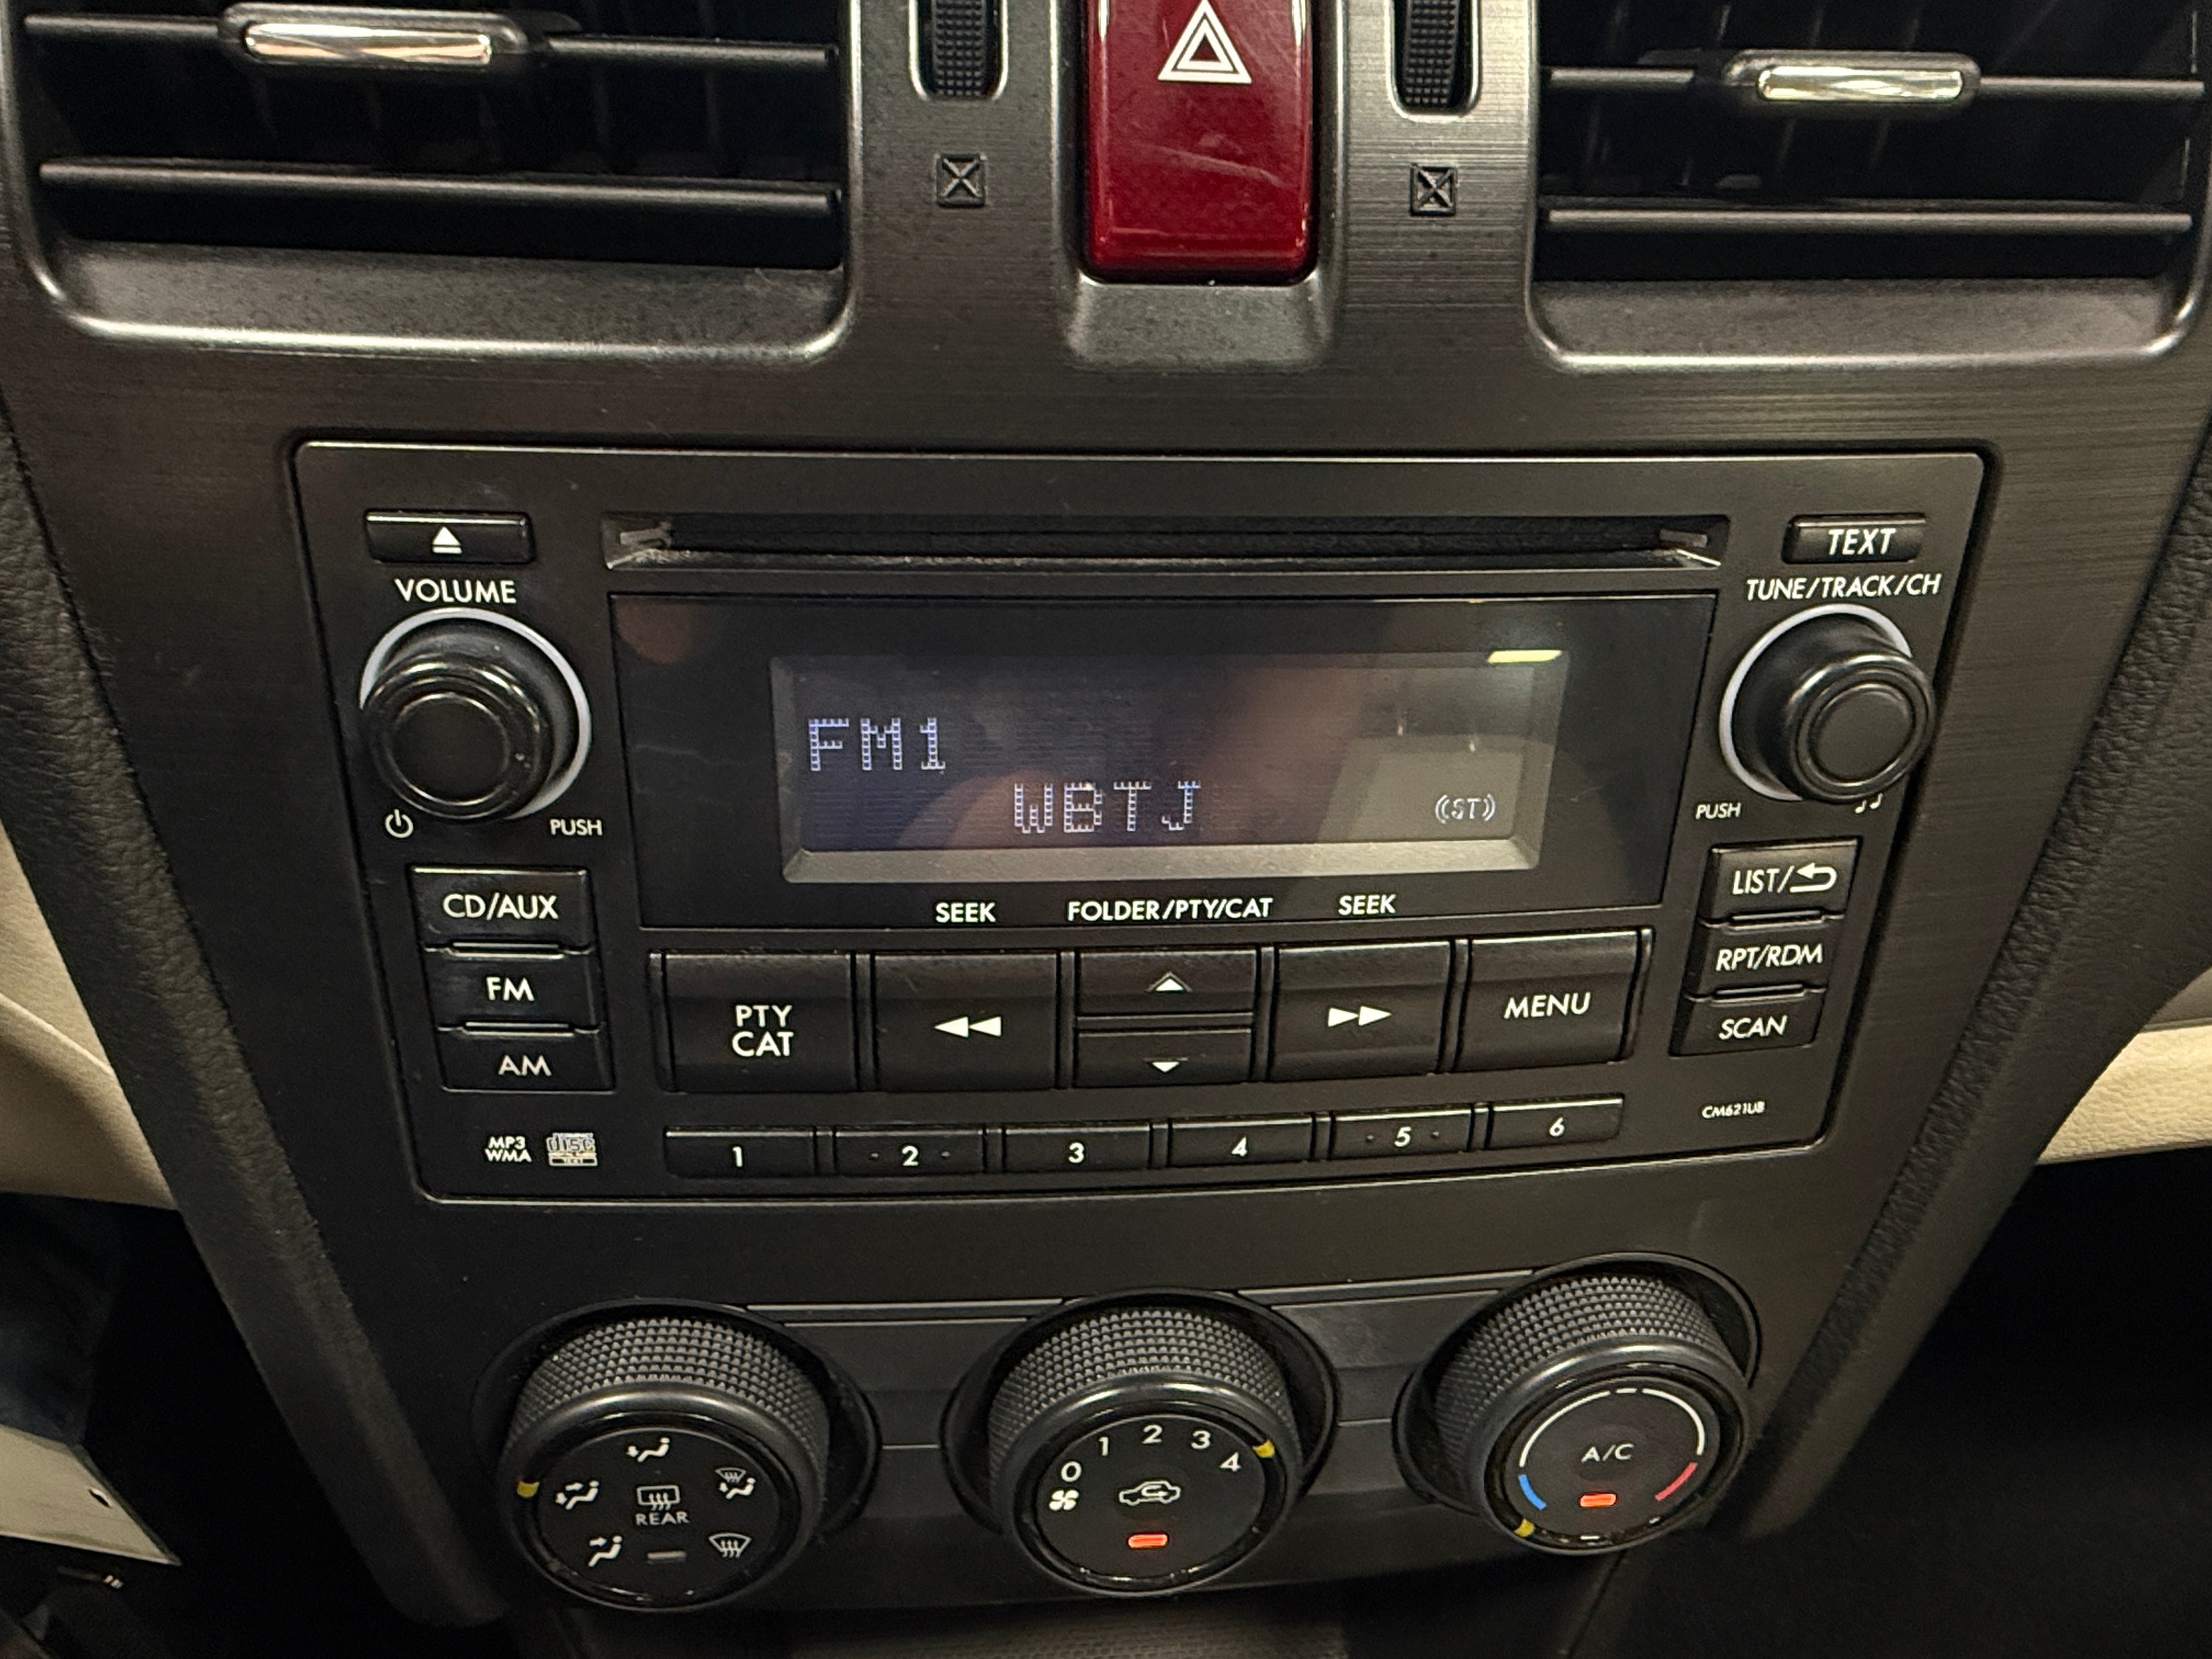 TEXT
VOLUME
TUNE/TRACK/CH
FM1
WBTJ
(ST)
PUSH
PUSH
CD/AUX
FM
AM
SEEK
FOLDER/PTY/CAT
SEEK
LIST/
RPT/RDM
SCAN
PTY
CAT
MENU
CM621UB
MP3
WMA
disc
1
2
3
4
5
6
REAR
0
1
2
3
4
A/C